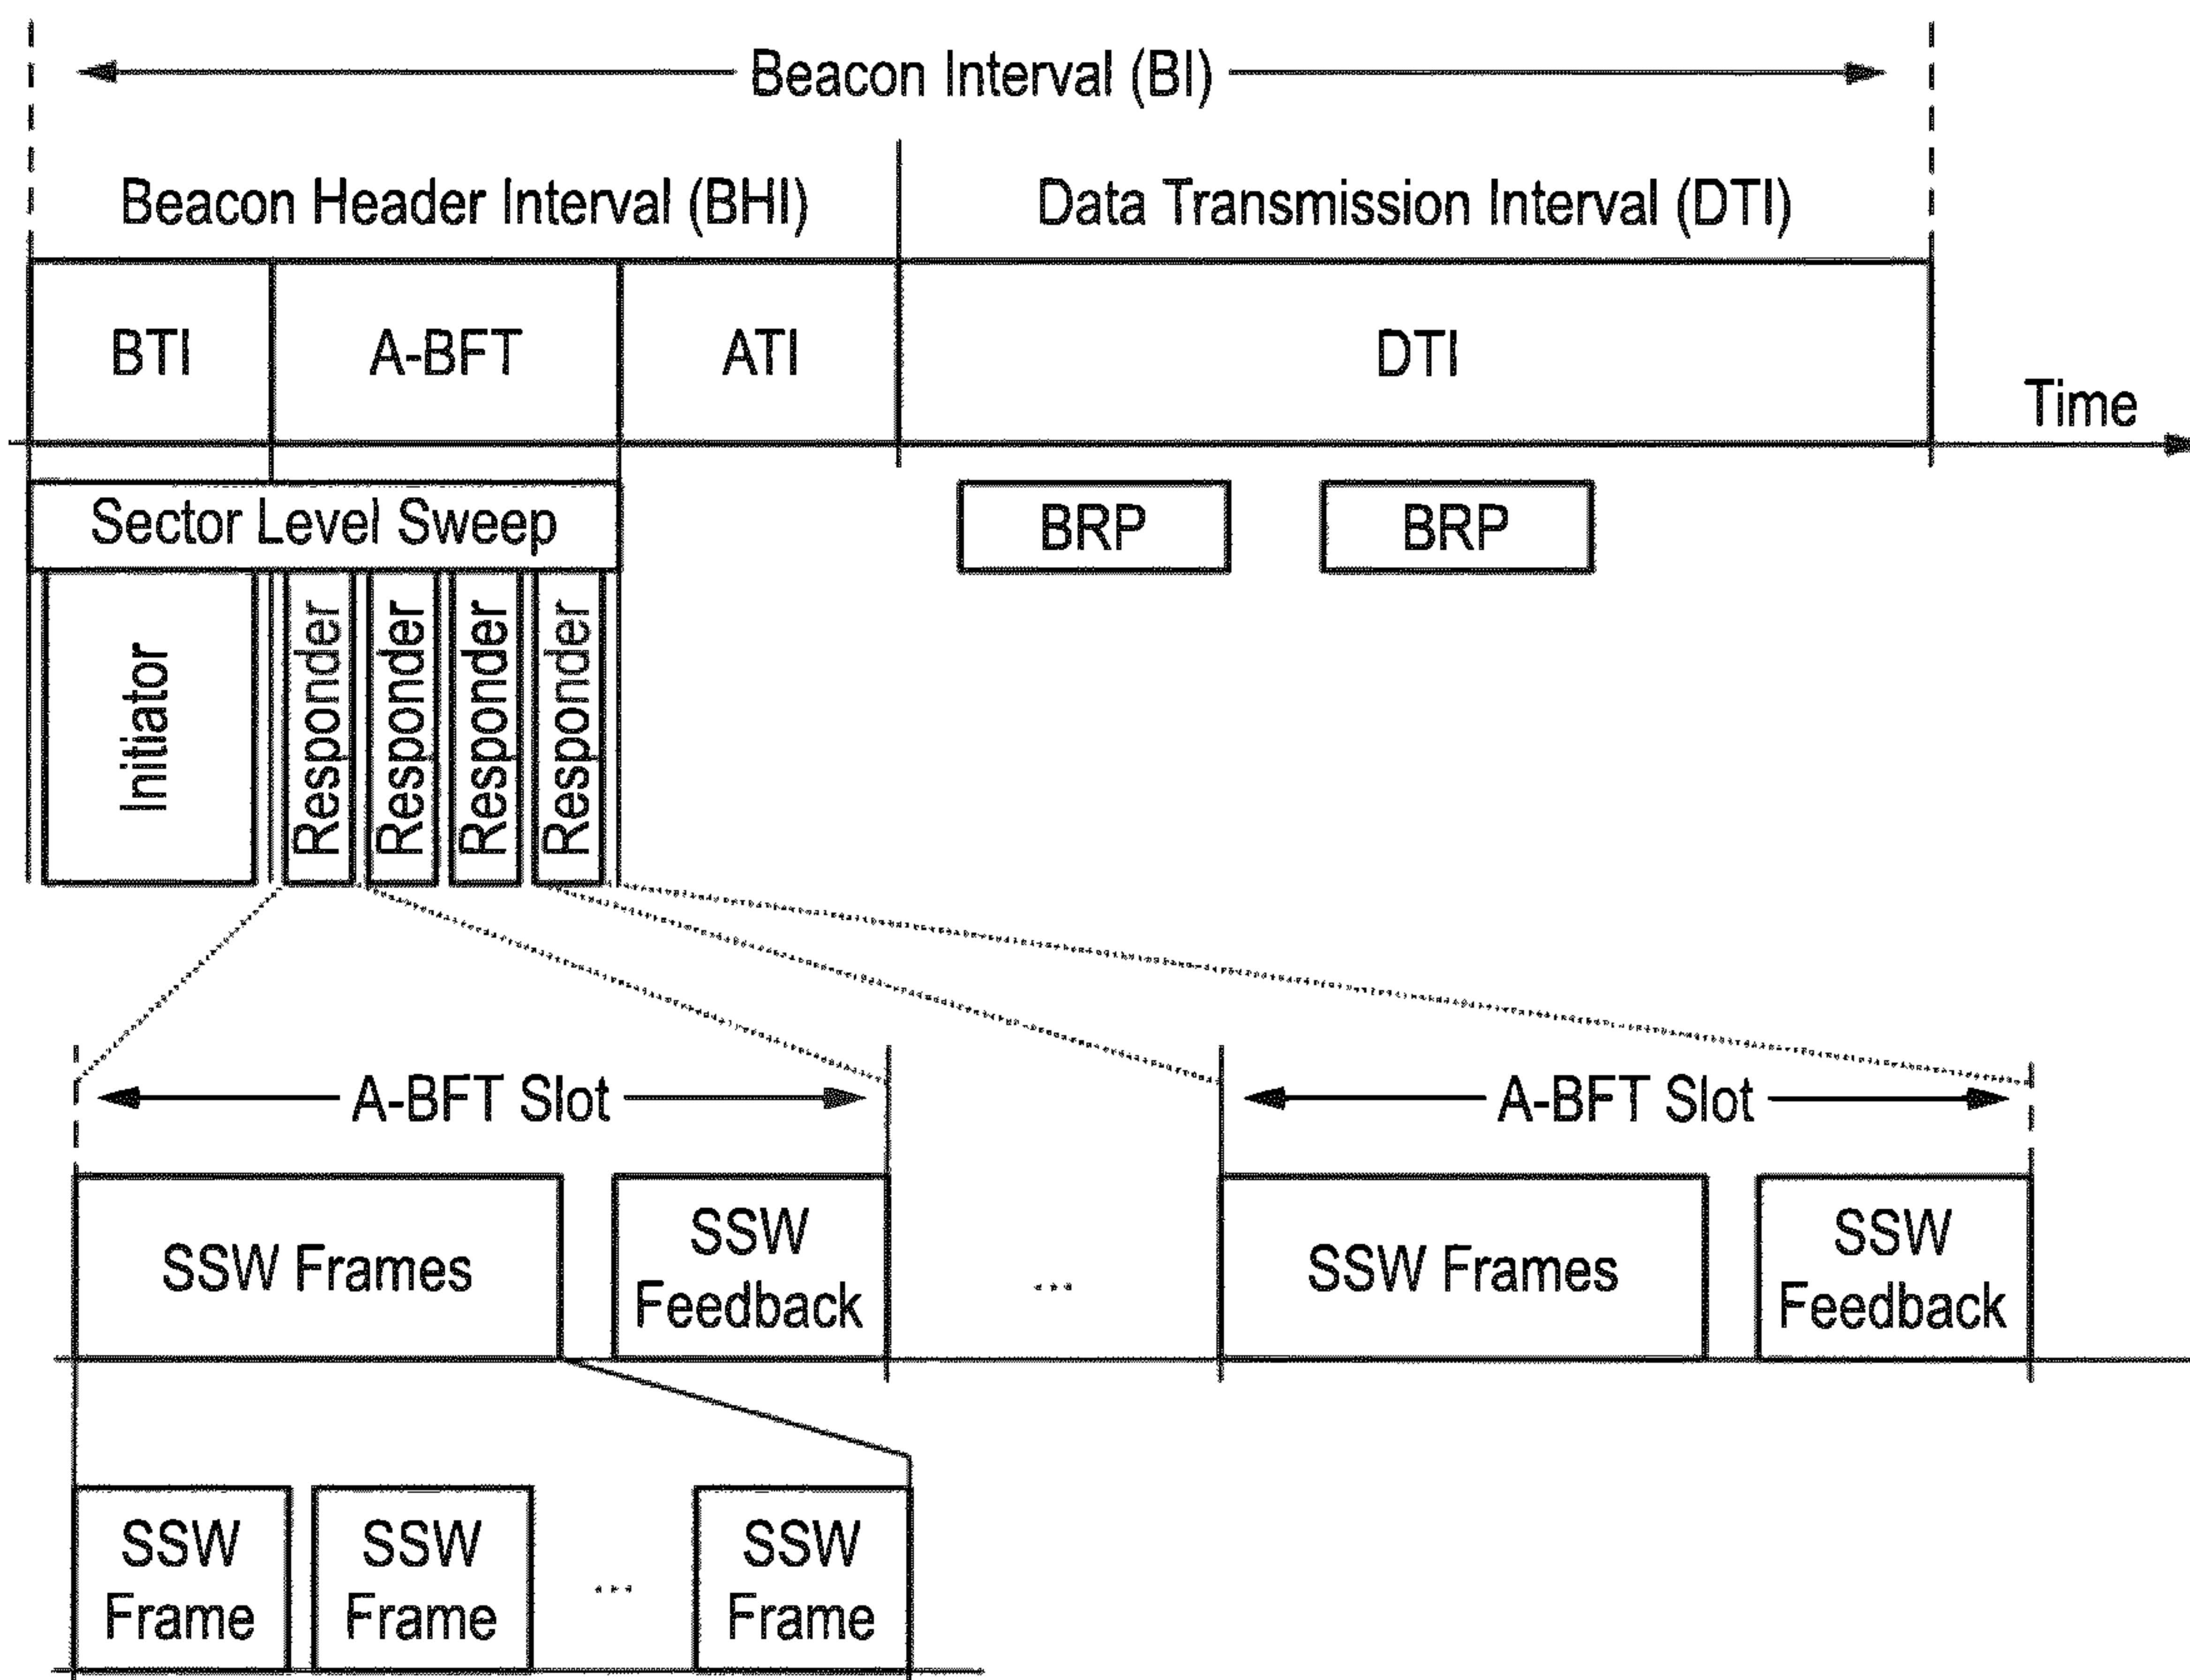 Beacon Interval (BI)
Beacon Header Interval (BHI)
Data Transmission Interval (DTI)
BTI
A-BFT
ATI
DTI
Time
Sector Level Sweep
BRP
BRP
Initiator
Responder
Responder
Responder
Responder
A-BFT Slot
A-BFT Slot
SSW Frames
SSW
Feedback
...
SSW Frames
SSW
Feedback
SSW
Frame
SSW
Frame
...
SSW
Frame